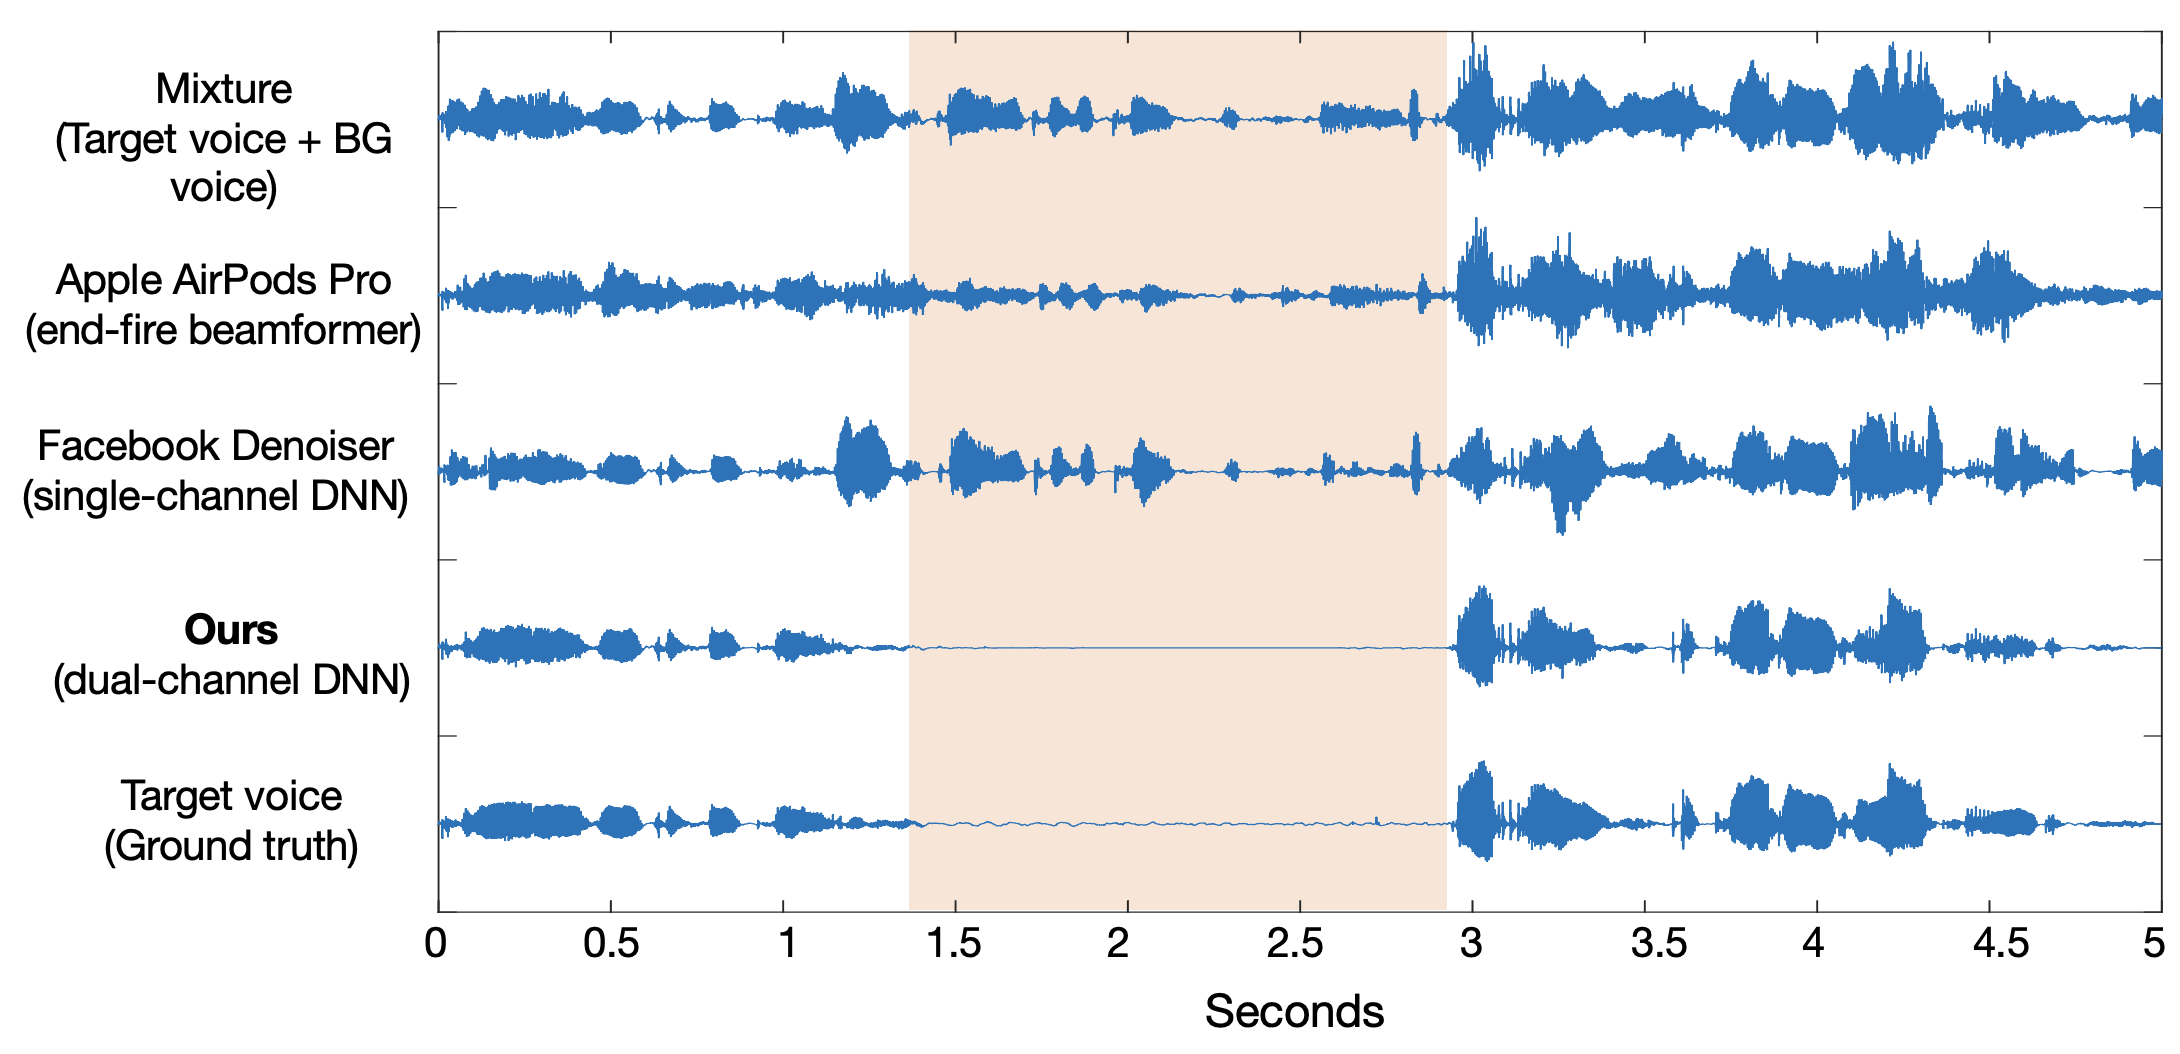 Mixture
(Target voice + BG
voice)
Apple AirPods Pro
(end-fire beamformer)
Facebook Denoiser
(single-channel DNN)
Ours
(dual-channel DNN)
Target voice
(Ground truth)
0 0.5 1 1.5 2 2.5 3 3.5 4 4.5 5
Seconds